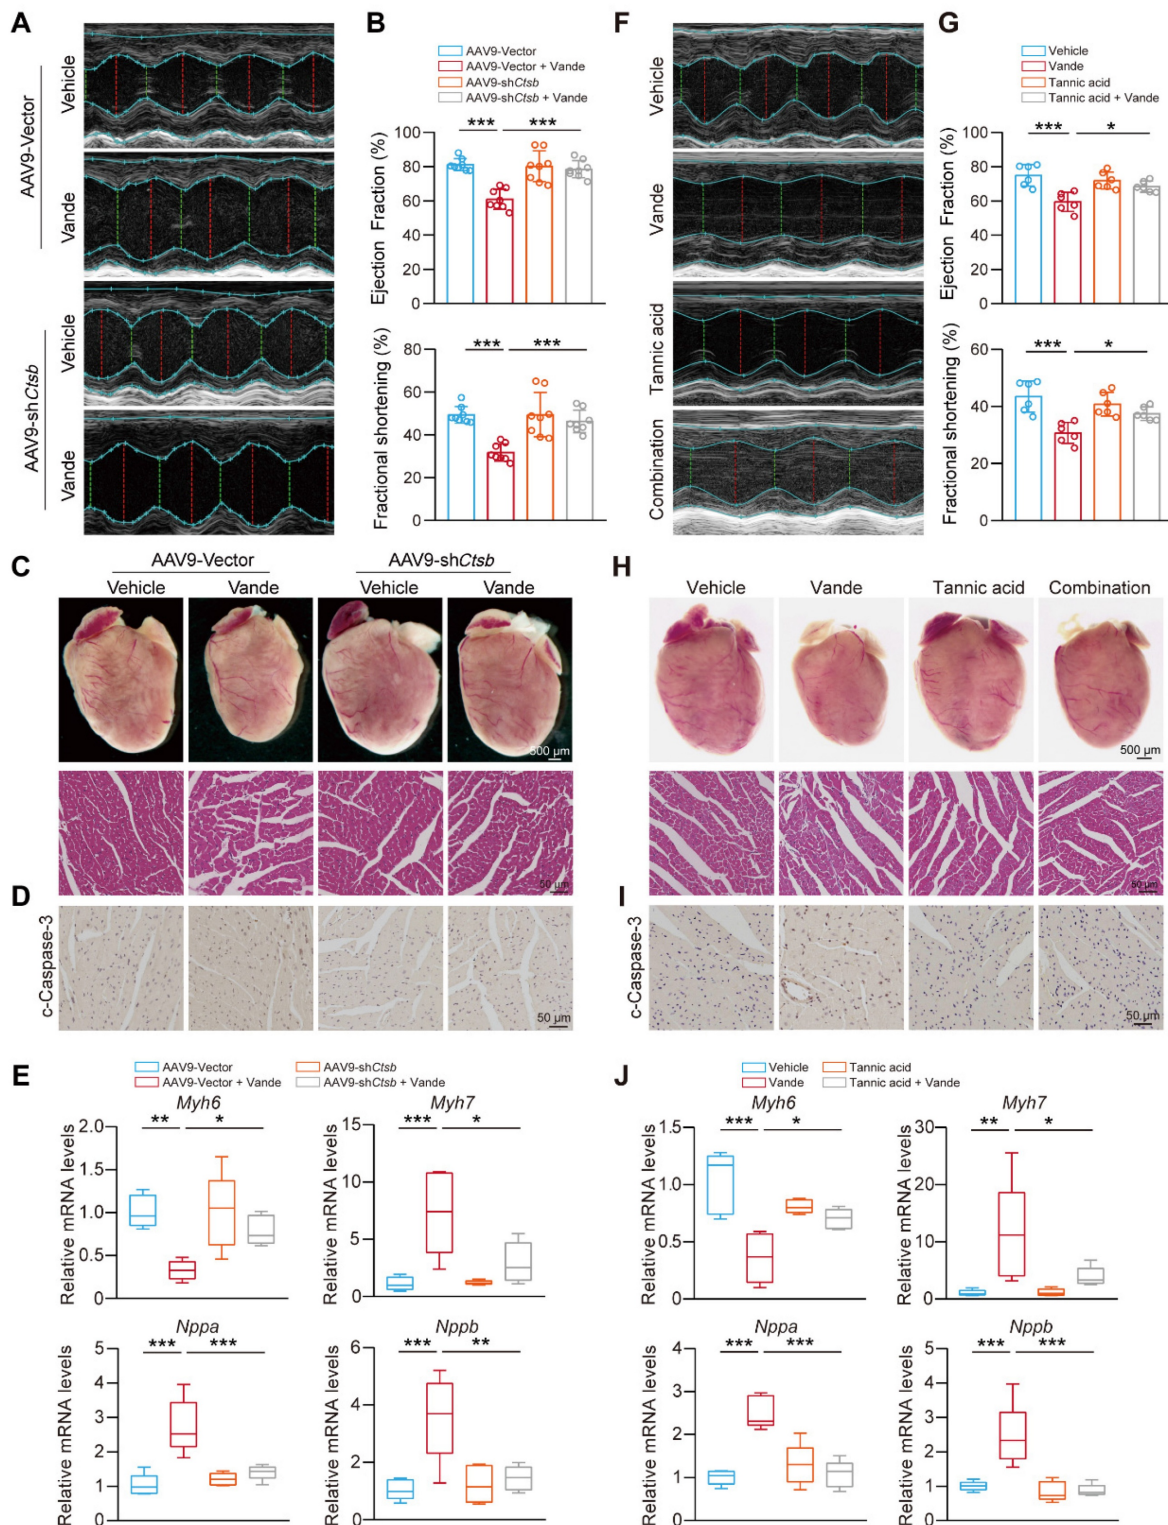 A
AAV9-Vector
AAV9-shCtsb
Vehicle
Vande
Vehicle
Vande
B
AAV9-Vector
AAV9-Vector + Vande
AAV9-shCtsb
AAV9-shCtsb + Vande
Ejection Fraction (%)
100
80
60
40
20
0
*** ***
Fractional shortening (%)
80
60
40
20
0
*** ***
F
Vehicle
Vande
Tannic acid
Combination
G
Vehicle
Vande
Tannic acid
Tannic acid + Vande
Ejection Fraction (%)
100
80
60
40
20
0
*** *
Fractional shortening (%)
60
40
20
0
*** *
C
AAV9-Vector AAV9-shCtsb
Vehicle Vande Vehicle Vande
500 µm
50 µm
D
c-Caspase-3
50 µm
H
Vehicle Vande Tannic acid Combination
500 µm
50 µm
I
c-Caspase-3
50 µm
E
AAV9-Vector AAV9-shCtsb
AAV9-Vector + Vande AAV9-shCtsb + Vande
Myh6
Relative mRNA levels
2.0
1.5
1.0
0.5
0
** *
Myh7
Relative mRNA levels
15
10
5
0
*** *
Nppa
Relative mRNA levels
5
4
3
2
1
0
*** ***
Nppb
Relative mRNA levels
6
4
2
0
*** **
J
Vehicle Tannic acid
Vande Tannic acid + Vande
Myh6
Relative mRNA levels
1.5
1.0
0.5
0
*** *
Myh7
Relative mRNA levels
30
20
10
0
** *
Nppa
Relative mRNA levels
4
3
2
1
0
*** ***
Nppb
Relative mRNA levels
5
4
3
2
1
0
*** ***